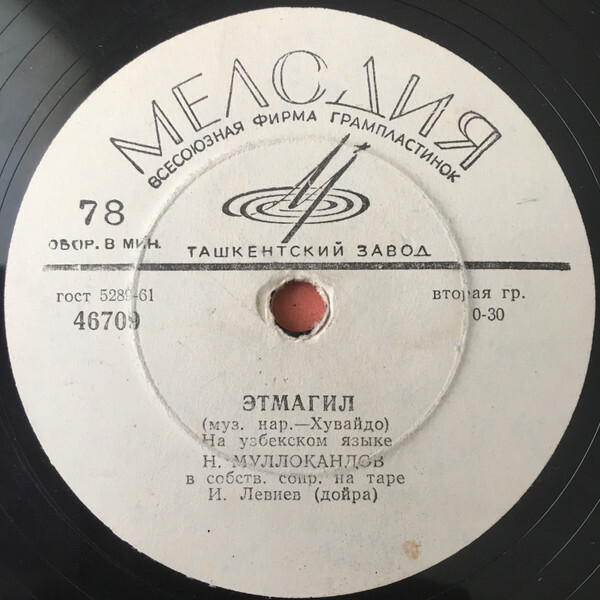 МЕЛОДИЯ
ВСЕСОЮЗНАЯ ФИРМА ГРАМПЛАСТИНОК
78
ОБОР. В МИН.
ТАШКЕНТСКИЙ ЗАВОД
гост 5289-61
46709
вторая гр.
0-30
ЭТМАГИЛ
(муз. нар.—Хувайдо)
На узбекском языке
Н. МУЛЛОКАНДОВ
в собств. сопр. на таре
И. Левиев (дойра)